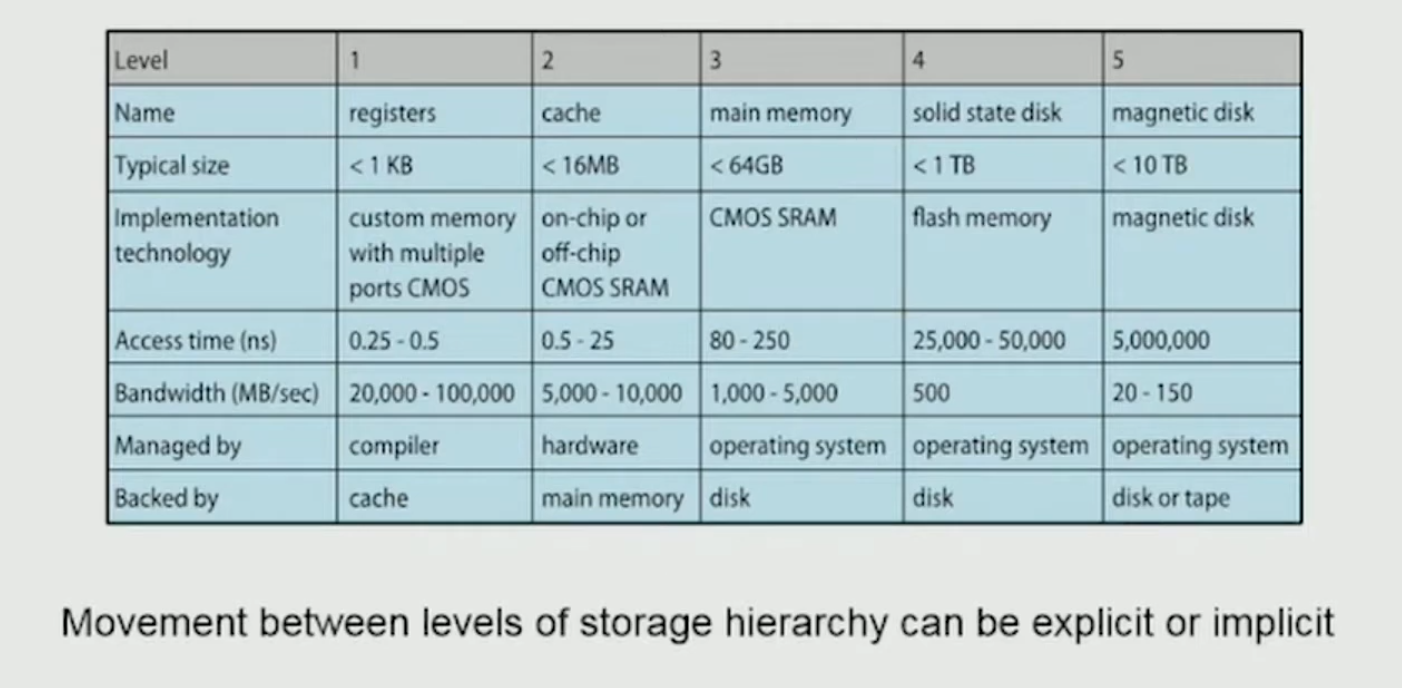 Level 1 2 3 4 5
Name registers cache main memory solid state disk magnetic disk
Typical size < 1 KB < 16MB < 64GB < 1 TB < 10 TB
Implementation custom memory on-chip or CMOS SRAM flash memory magnetic disk
technology with multiple off-chip
ports CMOS CMOS SRAM
Access time (ns) 0.25 - 0.5 0.5 - 25 80 - 250 25,000 - 50,000 5,000,000
Bandwidth (MB/sec) 20,000 - 100,000 5,000 - 10,000 1,000 - 5,000 500 20 - 150
Managed by compiler hardware operating system operating system operating system
Backed by cache main memory disk disk disk or tape
Movement between levels of storage hierarchy can be explicit or implicit